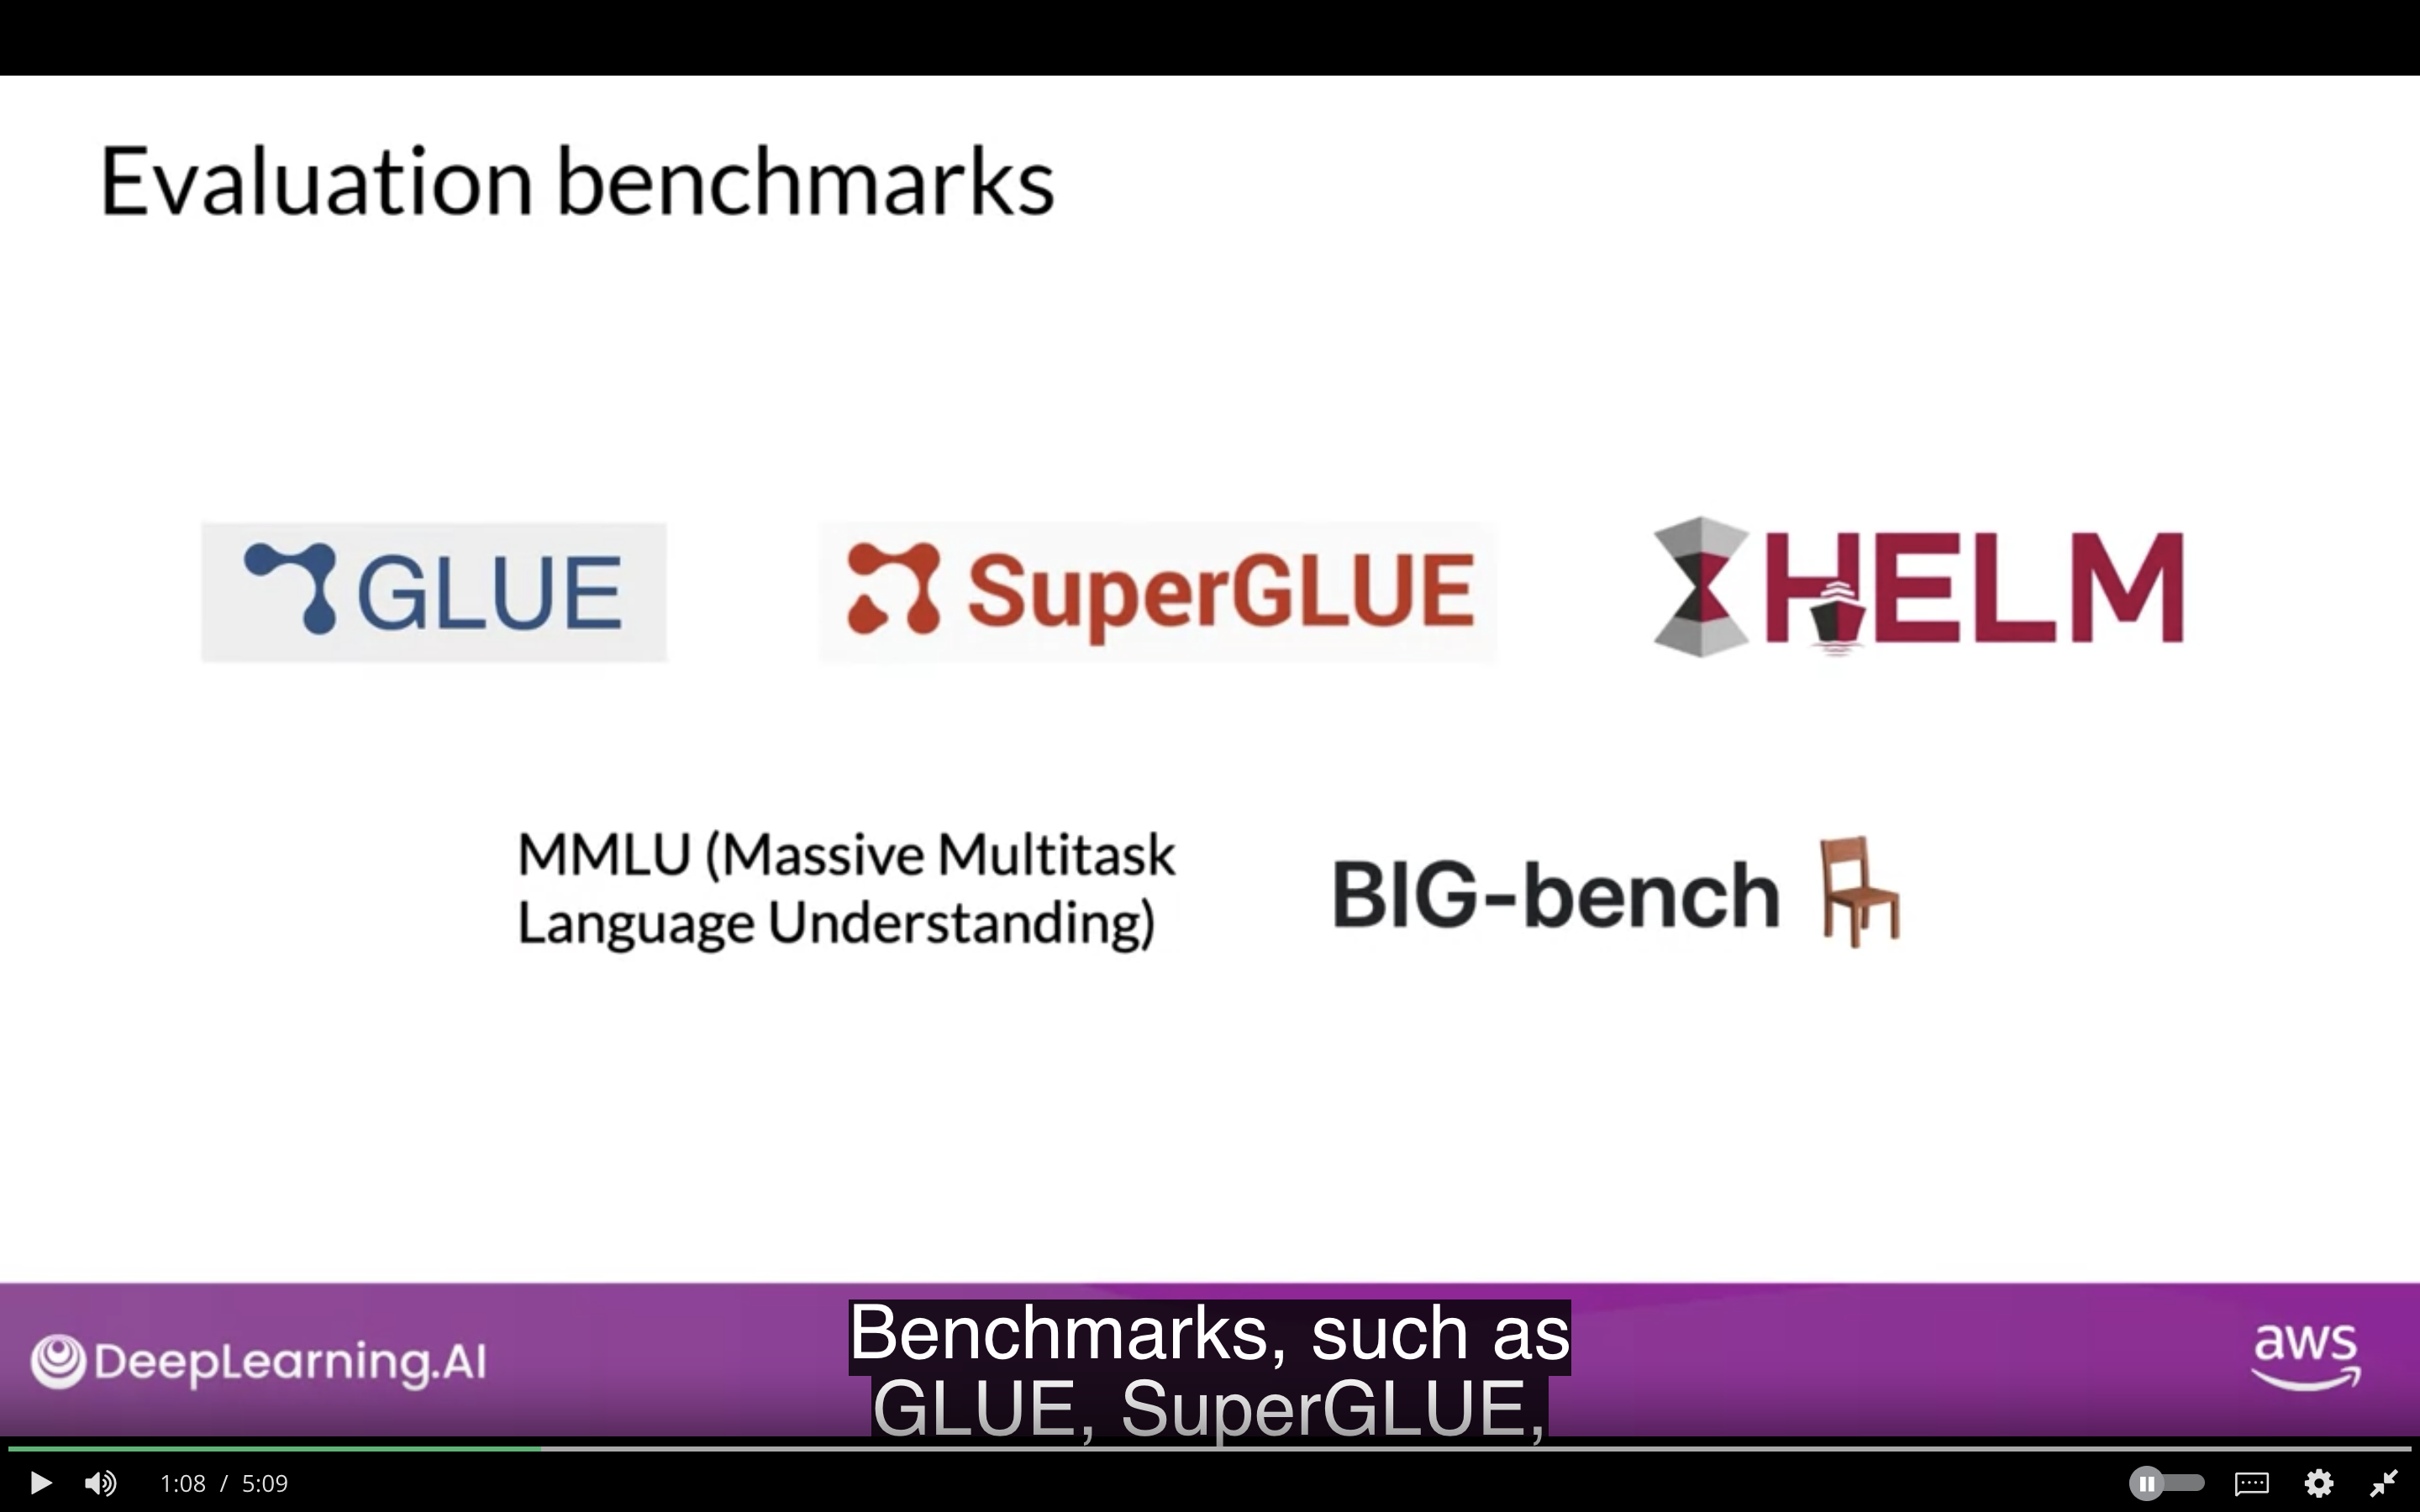 Evaluation benchmarks
GLUE
SuperGLUE
HELM
MMLU (Massive Multitask
Language Understanding)
BIG-bench
DeepLearning.AI
Benchmarks, such as
GLUE, SuperGLUE,
aws
1:08 / 5:09